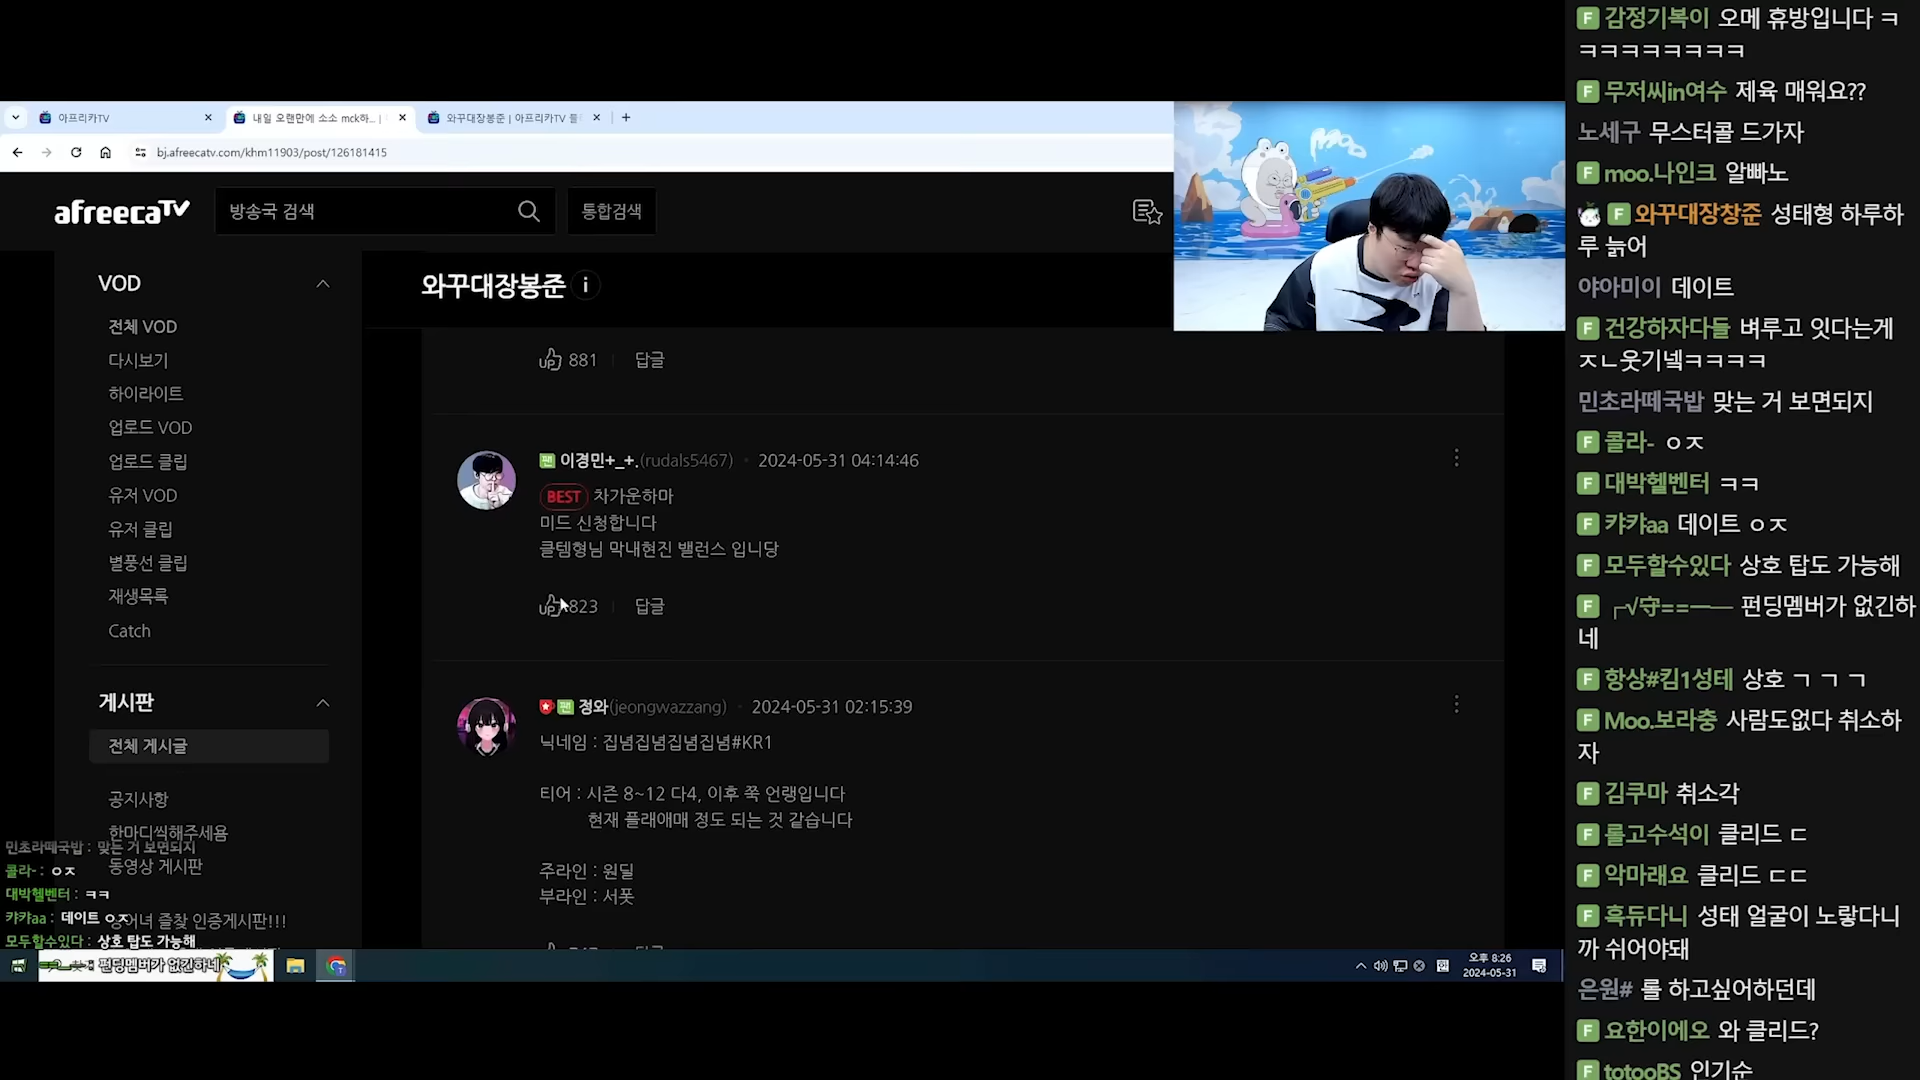 아프리카TV
내일 오랜만에 소소 mck하... |
와꾸대장봉준 | 아프리카TV 플
bj.afreecatv.com/khm11903/post/126181415
afreecaTV
방송국 검색
통합검색
VOD
전체 VOD
다시보기
하이라이트
업로드 VOD
업로드 클립
유저 VOD
유저 클립
별풍선 클립
재생목록
Catch
게시판
전체 게시글
공지사항
한마디씩해주세용
동영상 게시판
어녀 즐찾 인증게시판!!!
민초라떼국밥 : 맞는 거 보면되지
콜라- : ㅇㅈ
대박헬벤터 : ㅋㅋ
캬캬aa : 데이트 ㅇㅈ
모두할수있다 : 상호 탑도 가능해
펀딩멤버가 없긴하네
와꾸대장봉준
881
답글
팬 이경민+_+.(rudals5467) · 2024-05-31 04:14:46
BEST 차가운하마
미드 신청합니다
클템형님 막내현진 밸런스 입니당
up 823
답글
팬 정와(jeongwazzang) · 2024-05-31 02:15:39
닉네임 : 집념집념집념집념#KR1
티어 : 시즌 8~12 다4, 이후 쭉 언랭입니다
현재 플래애매 정도 되는 것 같습니다
주라인 : 원딜
부라인 : 서폿
오후 8:26
2024-05-31
F 감정기복이 오메 휴방입니다 ㅋ
ㅋㅋㅋㅋㅋㅋㅋㅋ
F 무저씨in여수 제육 매워요??
노세구 무스터콜 드가자
F moo.나인크 알빠노
F 와꾸대장창준 성태형 하루하
루 늙어
야아미이 데이트
F 건강하자다들 벼루고 잇다는게
ㅈㄴ웃기넼ㅋㅋㅋㅋ
민초라떼국밥 맞는 거 보면되지
F 콜라- ㅇㅈ
F 대박헬벤터 ㅋㅋ
F 캬캬aa 데이트 ㅇㅈ
F 모두할수있다 상호 탑도 가능해
F ┌√守==━─ 펀딩멤버가 없긴하
네
F 항상#킴1성테 상호 ㄱ ㄱ ㄱ
F Moo.보라충 사람도없다 취소하
자
F 김쿠마 취소각
F 롤고수석이 클리드 ㄷ
F 악마래요 클리드 ㄷㄷ
F 흑듀다니 성태 얼굴이 노랗다니
까 쉬어야돼
은원# 롤 하고싶어하던데
F 요한이에오 와 클리드?
F totooBS 인기순